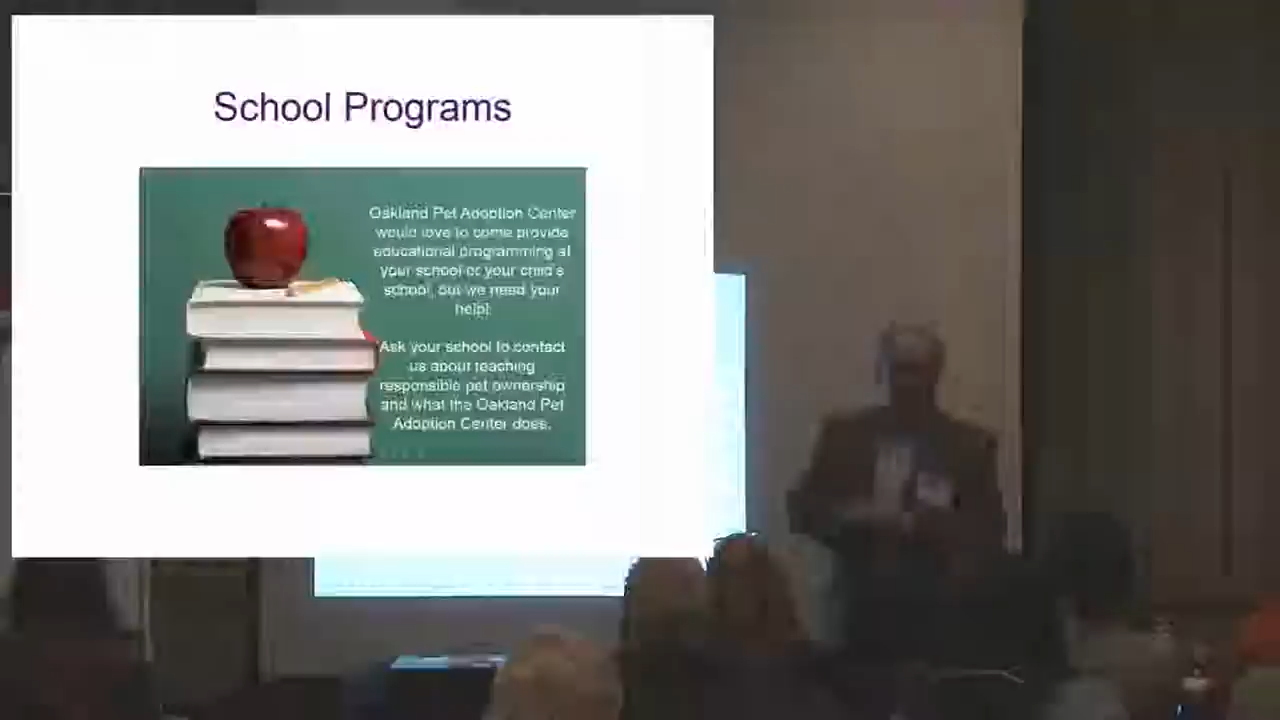 School Programs
Oakland Pet Adoption Center
would love to come provide
educational programming at
your school or your child's
school, but we need your
help!
Ask your school to contact
us about teaching
responsible pet ownership
and what the Oakland Pet
Adoption Center does.